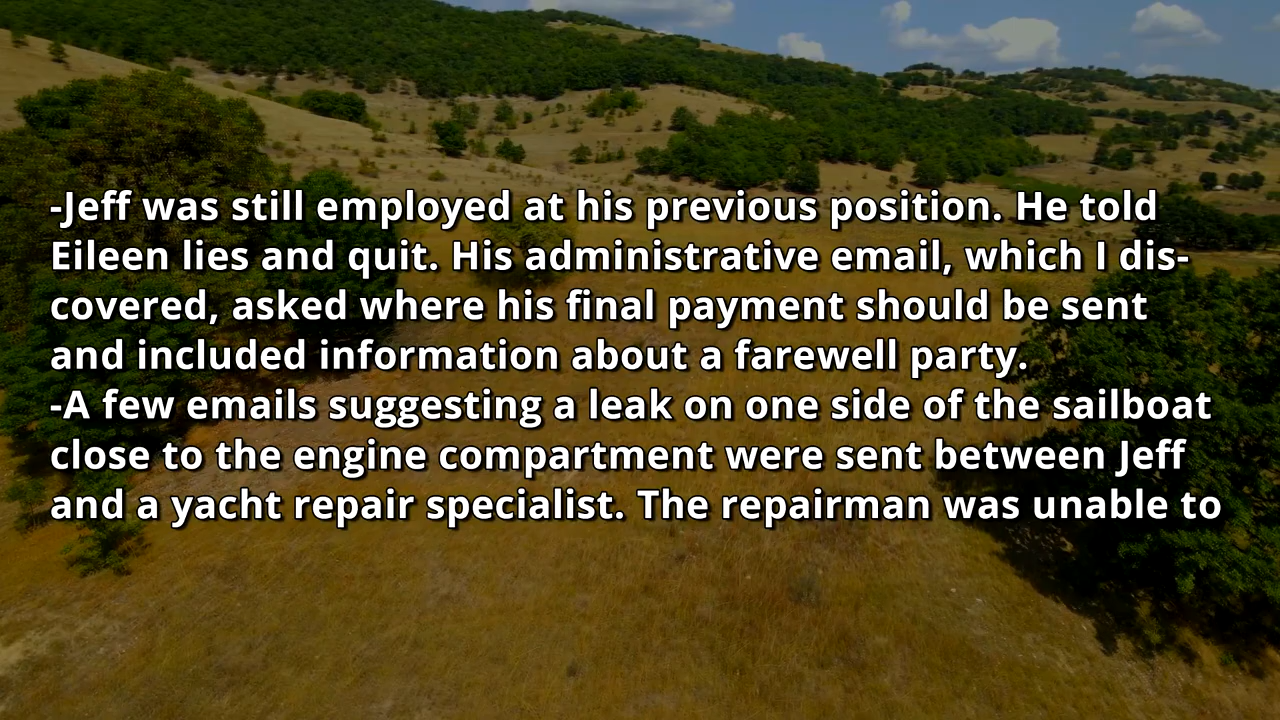 -Jeff was still employed at his previous position. He told
Eileen lies and quit. His administrative email, which I dis-
covered, asked where his final payment should be sent
and included information about a farewell party.
-A few emails suggesting a leak on one side of the sailboat
close to the engine compartment were sent between Jeff
and a yacht repair specialist. The repairman was unable to